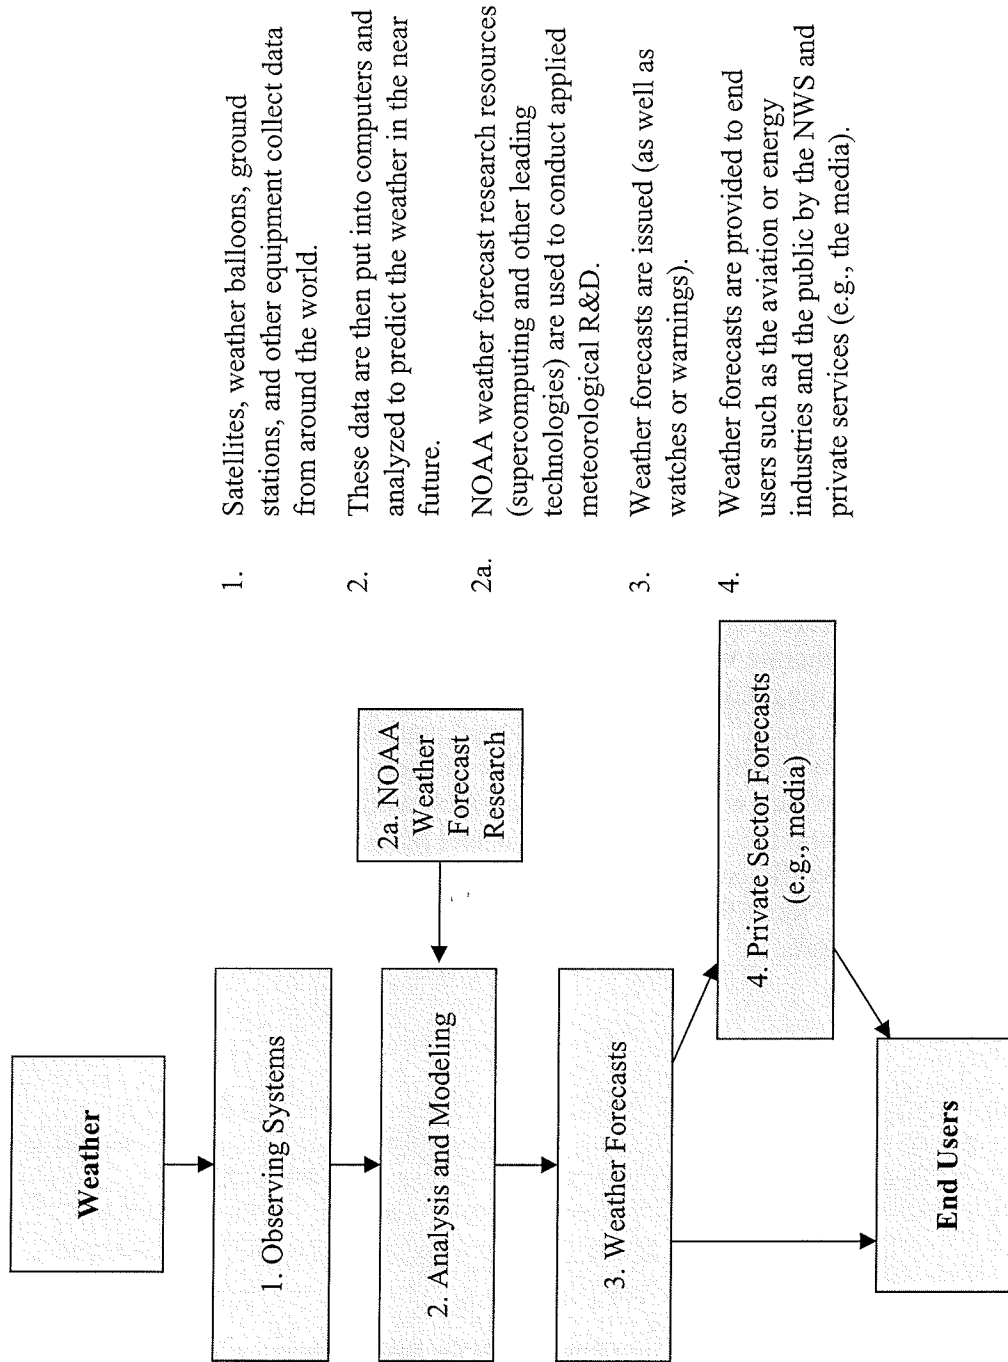 Weather
1. Observing Systems
2. Analysis and Modeling
2a. NOAA
Weather
Forecast
Research
3. Weather Forecasts
4. Private Sector Forecasts
(e.g., media)
End Users
1. Satellites, weather balloons, ground
stations, and other equipment collect data
from around the world.
2. These data are then put into computers and
analyzed to predict the weather in the near
future.
2a. NOAA weather forecast research resources
(supercomputing and other leading
technologies) are used to conduct applied
meteorological R&D.
3. Weather forecasts are issued (as well as
watches or warnings).
4. Weather forecasts are provided to end
users such as the aviation or energy
industries and the public by the NWS and
private services (e.g., the media).